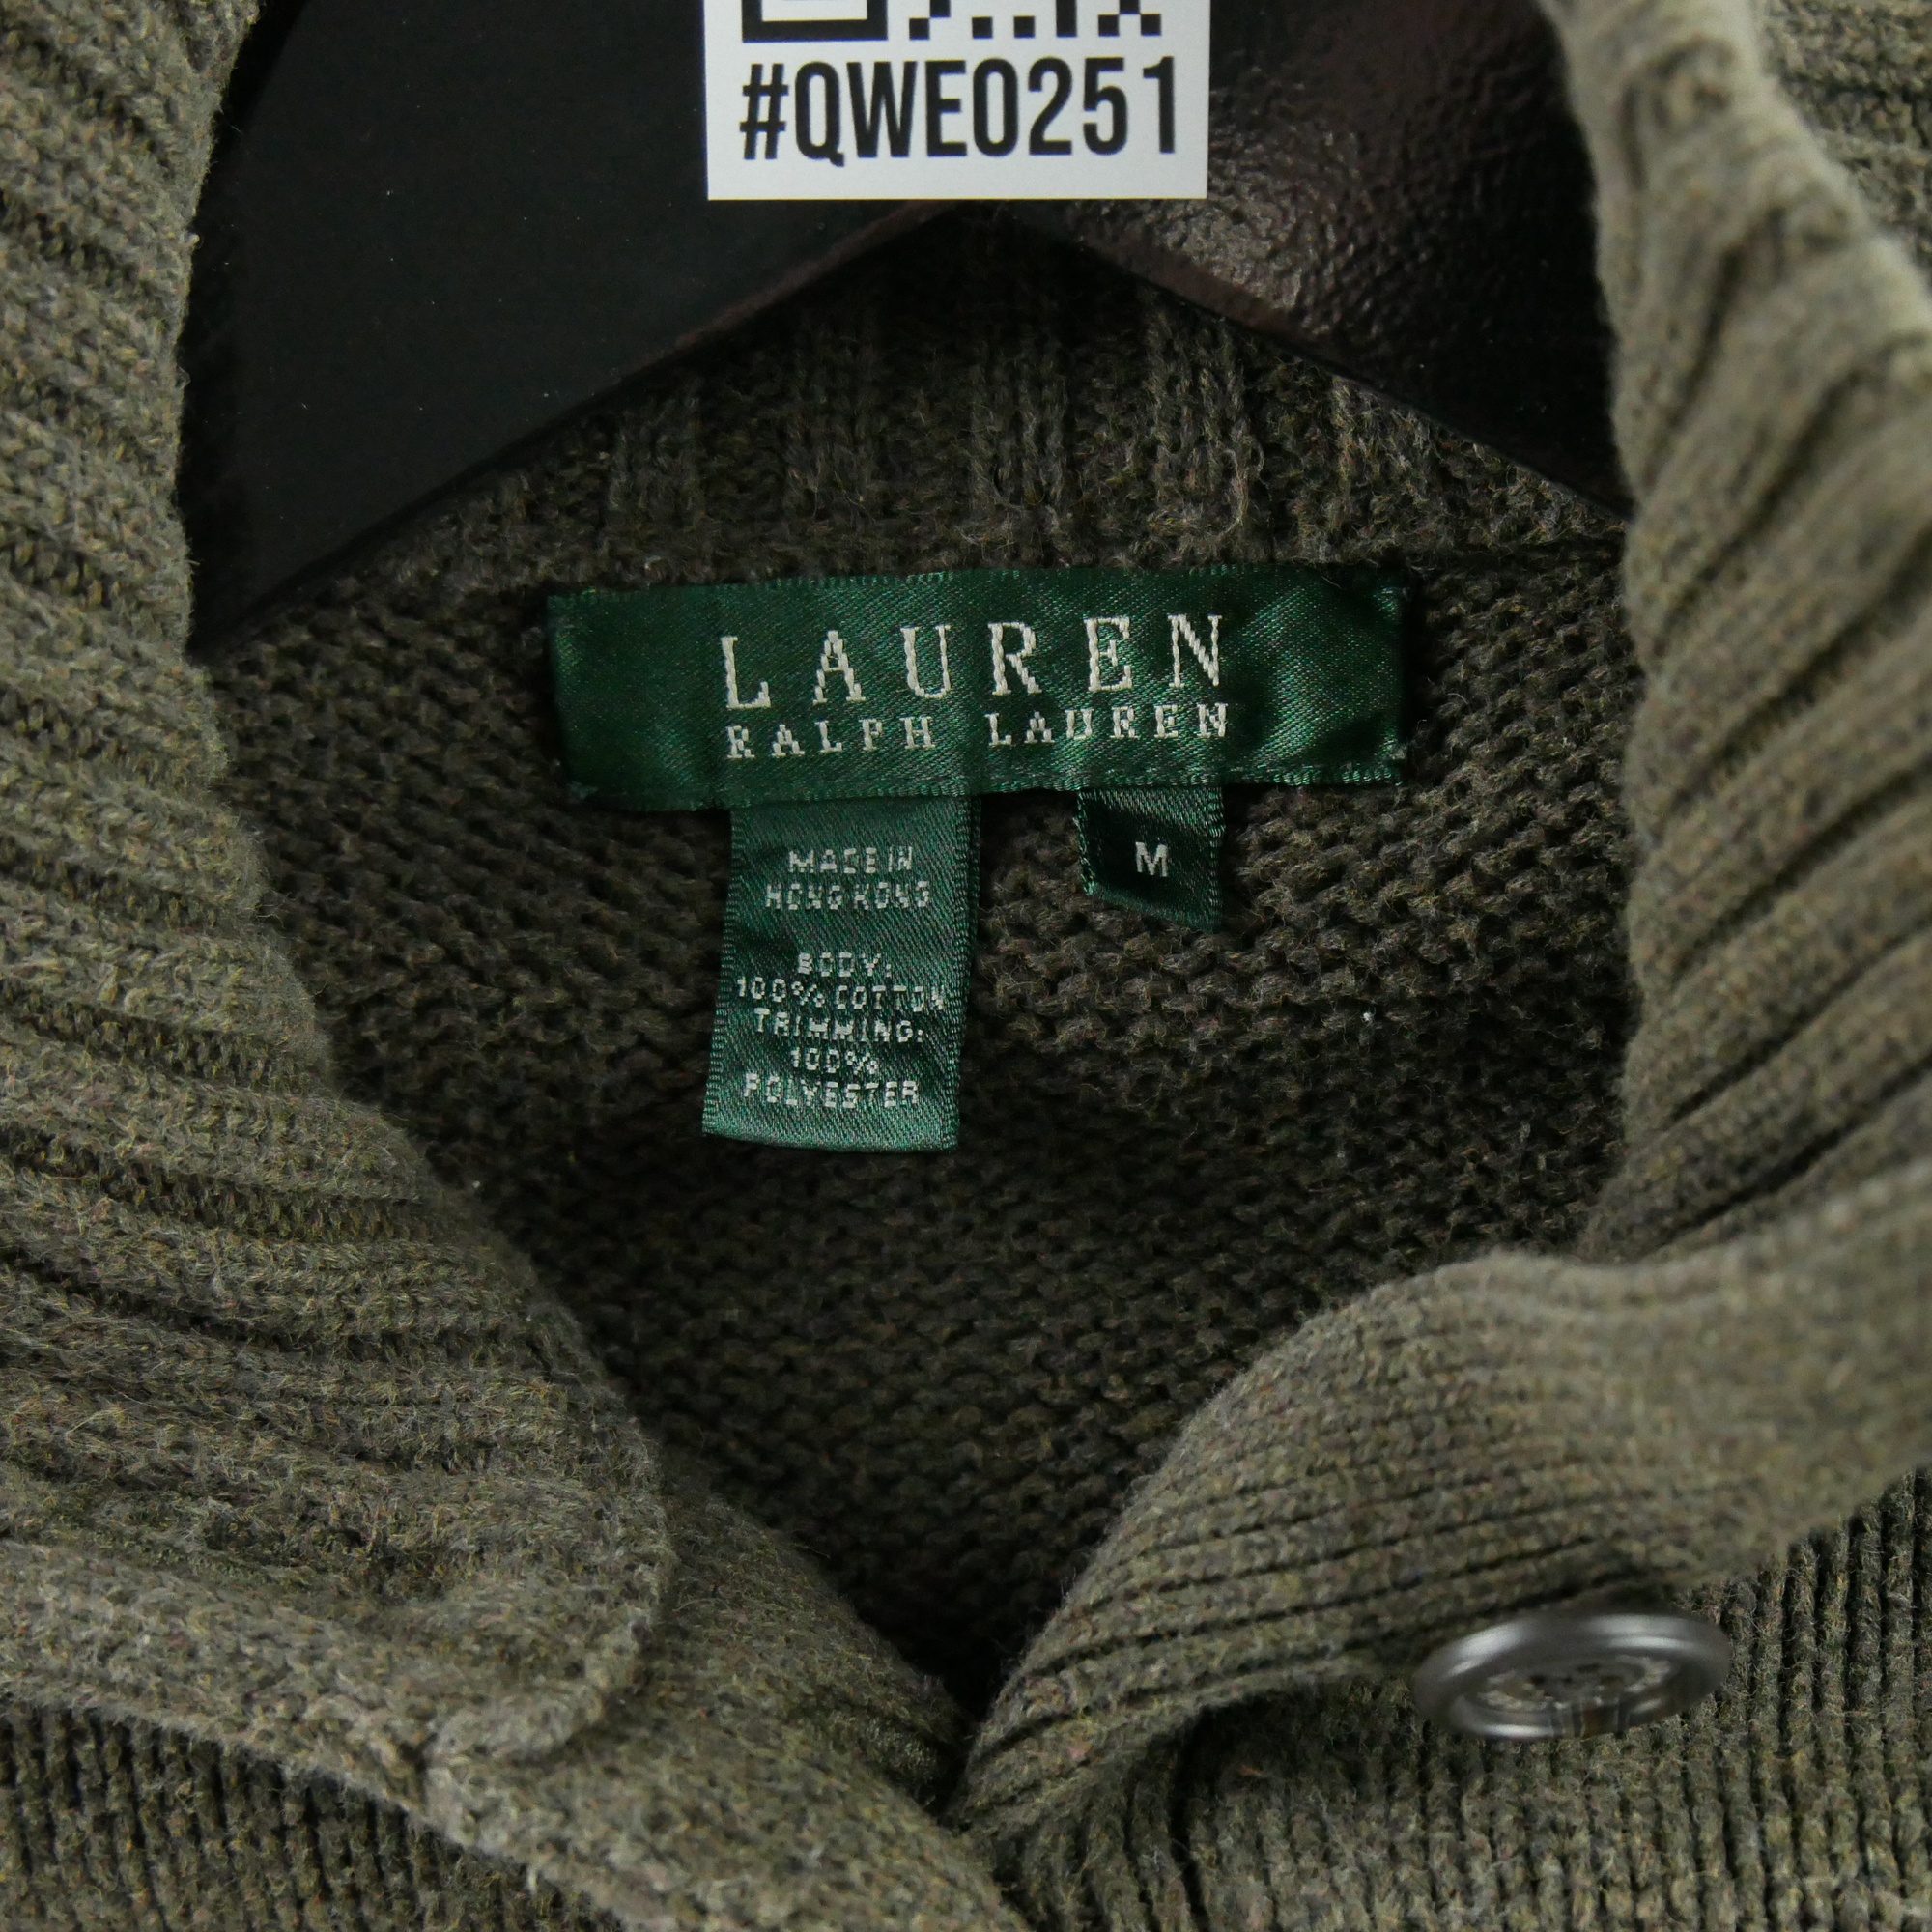 #QWE0251
LAUREN
RALPH LAUREN
MADE IN
HONG KONG
M
BODY:
100% COTTON
TRIMMING:
100%
POLYESTER